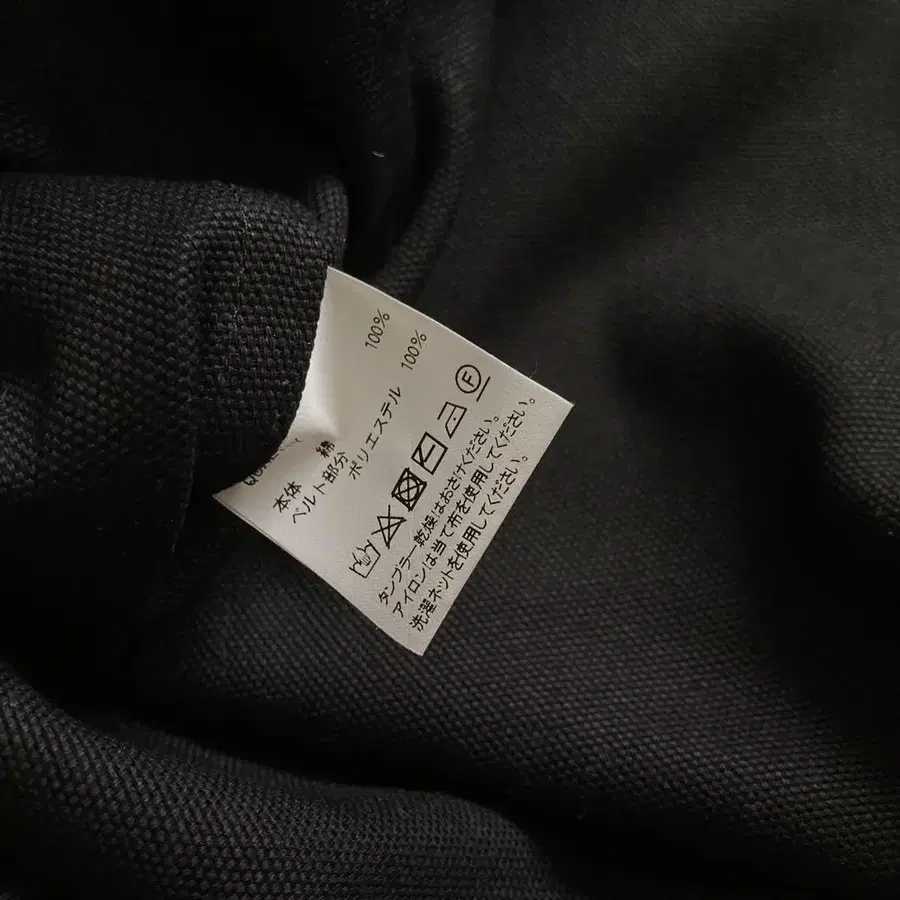 本体 綿 100%
ベルト部分 ポリエステル 100%
F
タンブラー乾燥はおさけください。
アイロンは当て布を使用してください。
洗濯ネットを使用してください。